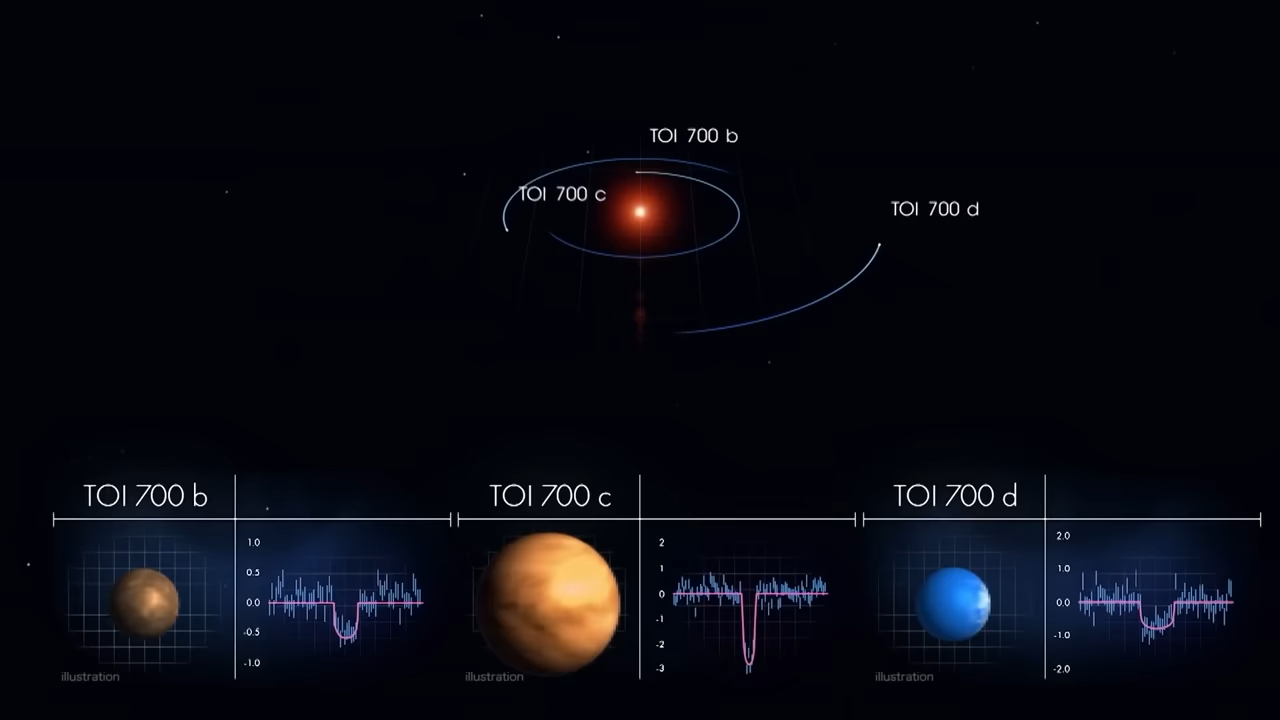 TOI 700 b
TOI 700 c
TOI 700 d
TOI 700 b
1.0
0.5
0.0
-0.5
-1.0
illustration
TOI 700 c
2
1
0
-1
-2
-3
illustration
TOI 700 d
2.0
1.0
0.0
-1.0
-2.0
illustration